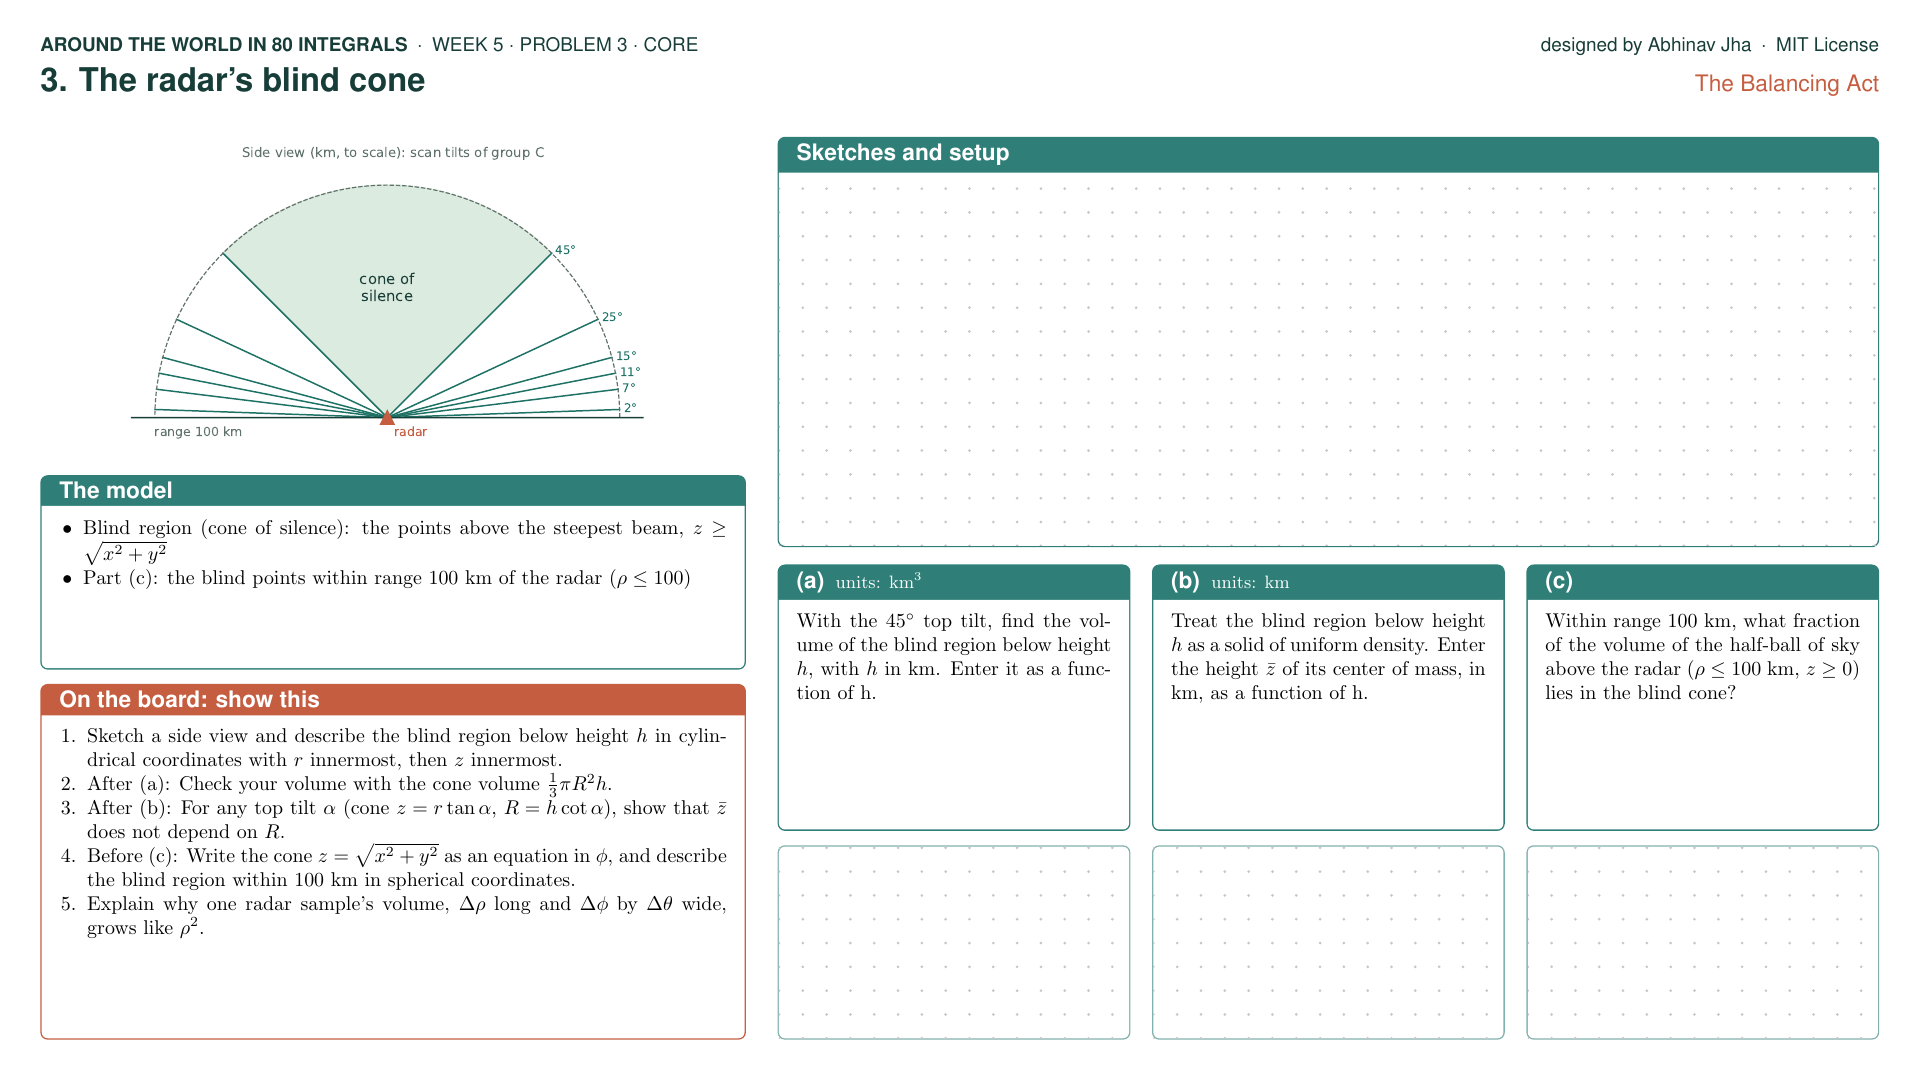 AROUND THE WORLD IN 80 INTEGRALS · WEEK 5 · PROBLEM 3 · CORE
designed by Abhinav Jha · MIT License
3. The radar's blind cone
The Balancing Act
Side view (km, to scale): scan tilts of group C
45°
cone of
silence
25°
15°
11°
7°
2°
range 100 km
radar
The model
• Blind region (cone of silence): the points above the steepest beam, z ≥
√(x² + y²)
• Part (c): the blind points within range 100 km of the radar (ρ ≤ 100)
On the board: show this
1. Sketch a side view and describe the blind region below height h in cylin-
drical coordinates with r innermost, then z innermost.
2. After (a): Check your volume with the cone volume ⅓πR²h.
3. After (b): For any top tilt α (cone z = r tan α, R = h cot α), show that z̄
does not depend on R.
4. Before (c): Write the cone z = √(x² + y²) as an equation in ϕ, and describe
the blind region within 100 km in spherical coordinates.
5. Explain why one radar sample's volume, Δρ long and Δϕ by Δθ wide,
grows like ρ².
Sketches and setup
(a) units: km³
With the 45° top tilt, find the vol-
ume of the blind region below height
h, with h in km. Enter it as a func-
tion of h.
(b) units: km
Treat the blind region below height
h as a solid of uniform density. Enter
the height z̄ of its center of mass, in
km, as a function of h.
(c)
Within range 100 km, what fraction
of the volume of the half-ball of sky
above the radar (ρ ≤ 100 km, z ≥ 0)
lies in the blind cone?